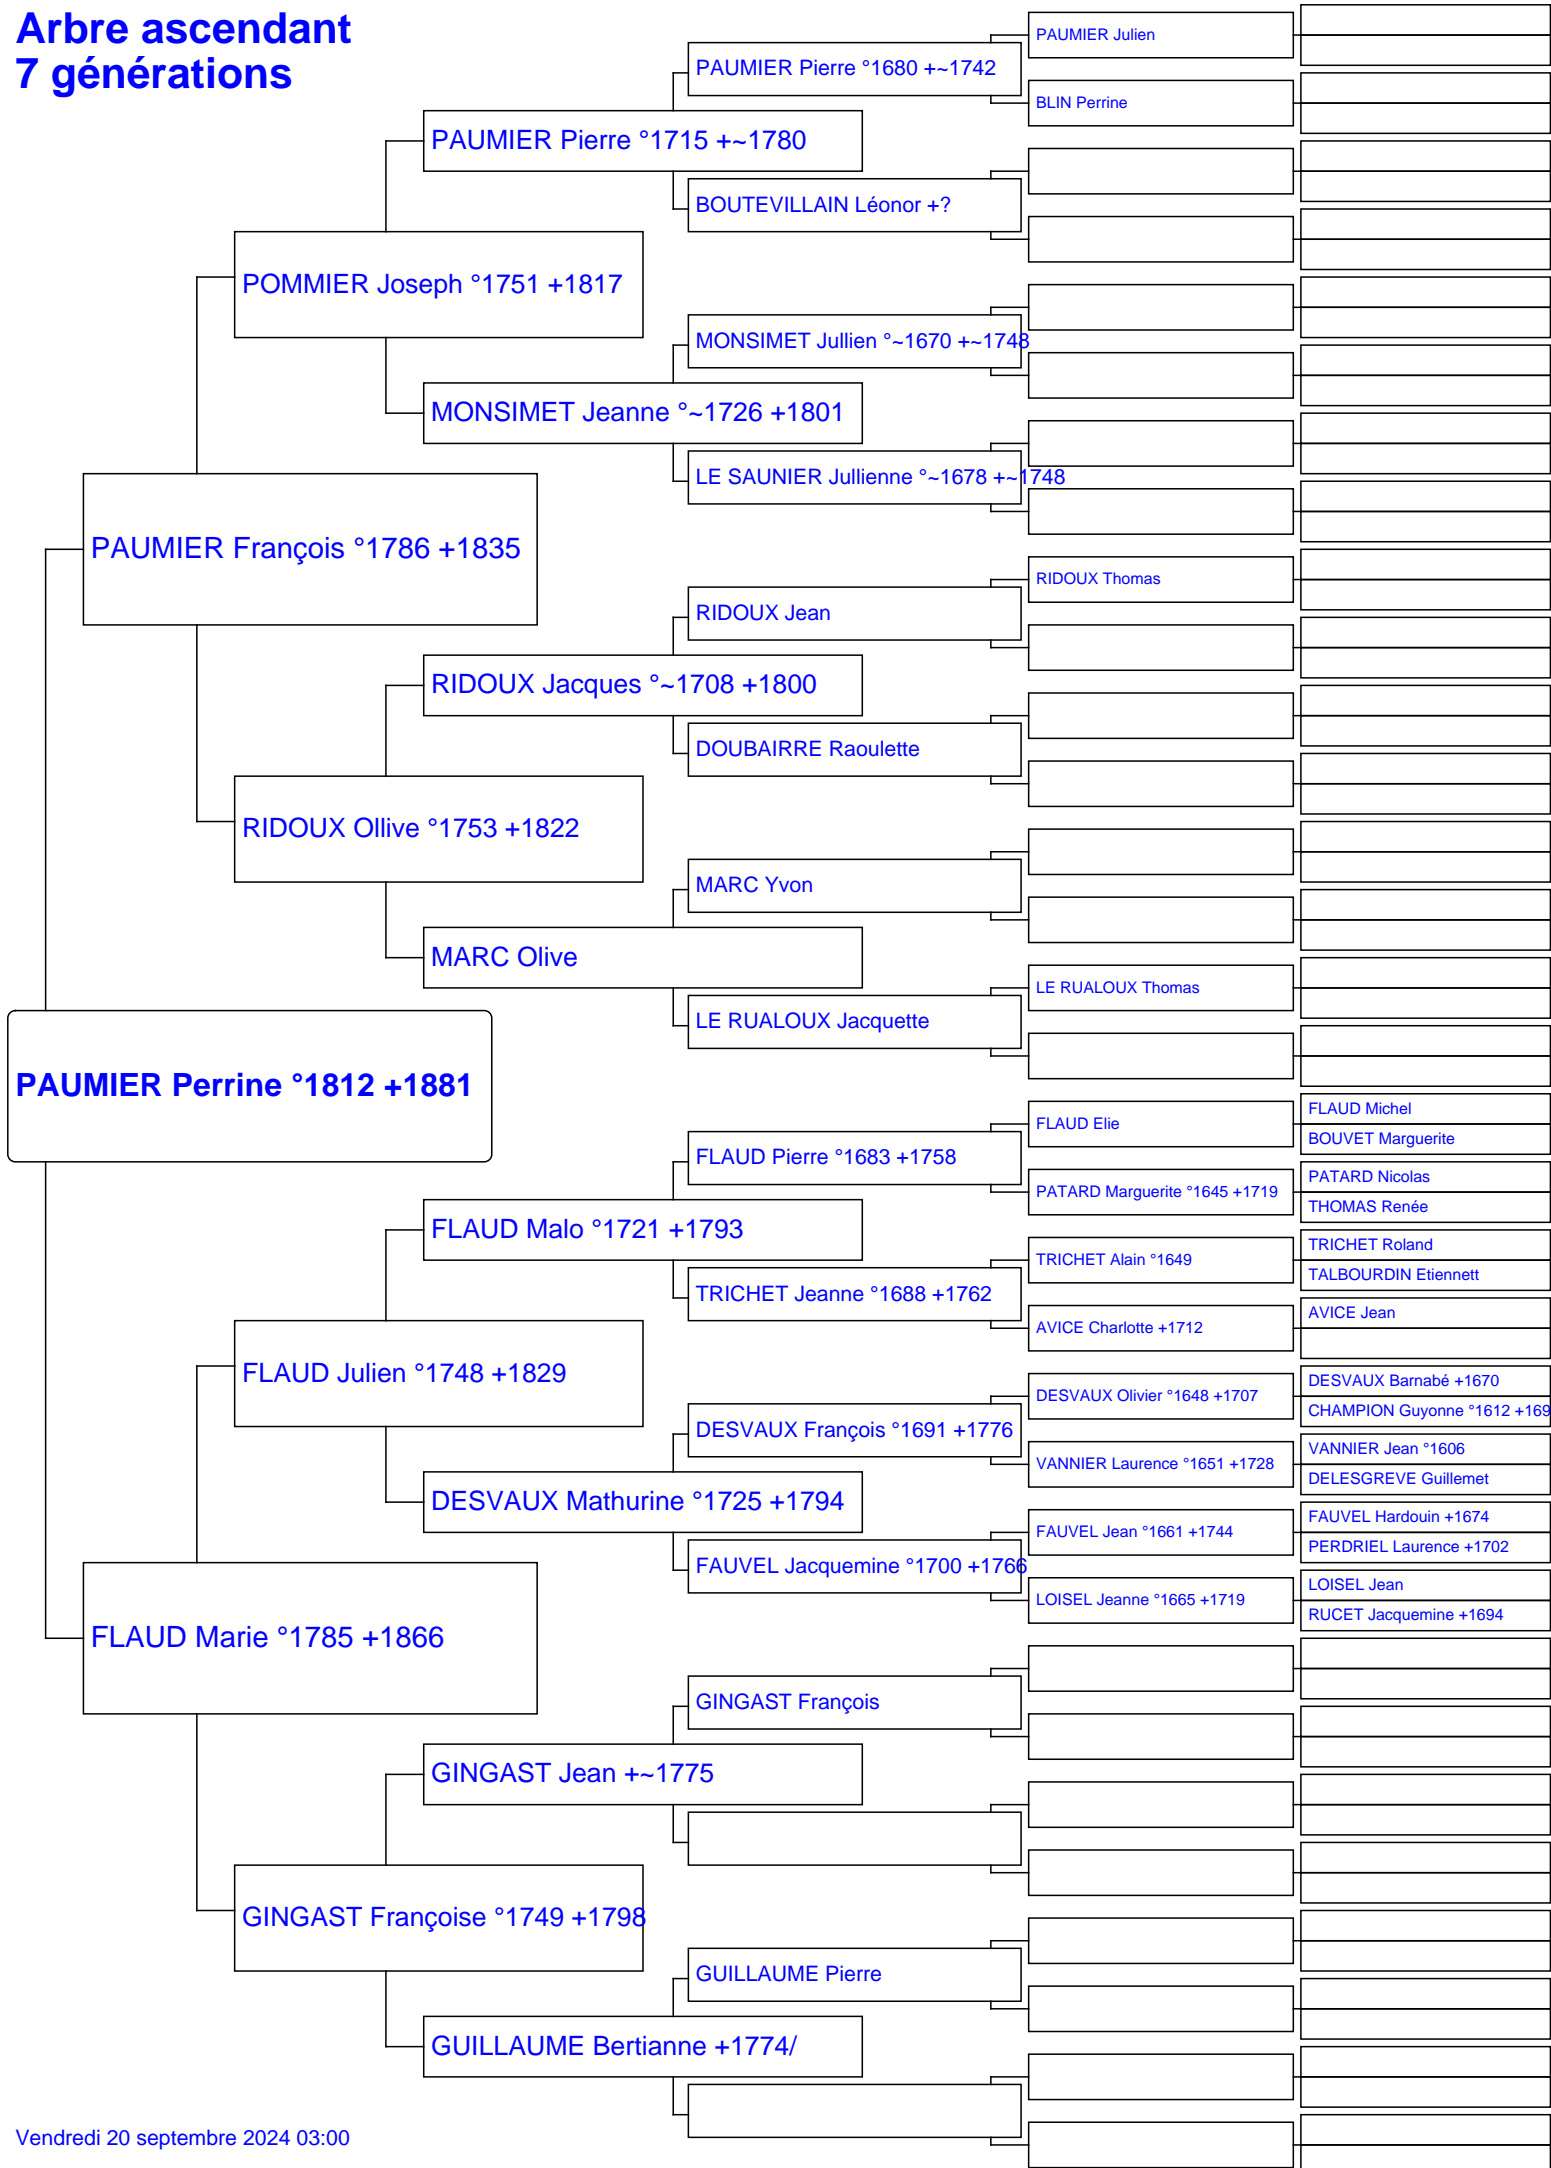 Arbre ascendant
7 générations
PAUMIER Julien
PAUMIER Pierre °1680 +~1742
BLIN Perrine
PAUMIER Pierre °1715 +~1780
BOUTEVILLAIN Léonor +?
POMMIER Joseph °1751 +1817
MONSIMET Jullien °~1670 +~1748
MONSIMET Jeanne °~1726 +1801
LE SAUNIER Jullienne °~1678 +~1748
PAUMIER François °1786 +1835
RIDOUX Thomas
RIDOUX Jean
RIDOUX Jacques °~1708 +1800
DOUBAIRRE Raoulette
RIDOUX Ollive °1753 +1822
MARC Yvon
MARC Olive
LE RUALOUX Thomas
LE RUALOUX Jacquette
PAUMIER Perrine °1812 +1881
FLAUD Michel
FLAUD Elie
BOUVET Marguerite
FLAUD Pierre °1683 +1758
PATARD Nicolas
PATARD Marguerite °1645 +1719
THOMAS Renée
FLAUD Malo °1721 +1793
TRICHET Roland
TRICHET Alain °1649
TALBOURDIN Etiennett
TRICHET Jeanne °1688 +1762
AVICE Jean
AVICE Charlotte +1712
FLAUD Julien °1748 +1829
DESVAUX Barnabé +1670
DESVAUX Olivier °1648 +1707
CHAMPION Guyonne °1612 +169
DESVAUX François °1691 +1776
VANNIER Jean °1606
VANNIER Laurence °1651 +1728
DELESGREVE Guillemet
DESVAUX Mathurine °1725 +1794
FAUVEL Hardouin +1674
FAUVEL Jean °1661 +1744
PERDRIEL Laurence +1702
FAUVEL Jacquemine °1700 +1766
LOISEL Jean
LOISEL Jeanne °1665 +1719
RUCET Jacquemine +1694
FLAUD Marie °1785 +1866
GINGAST François
GINGAST Jean +~1775
GINGAST Françoise °1749 +1798
GUILLAUME Pierre
GUILLAUME Bertianne +1774/
Vendredi 20 septembre 2024 03:00